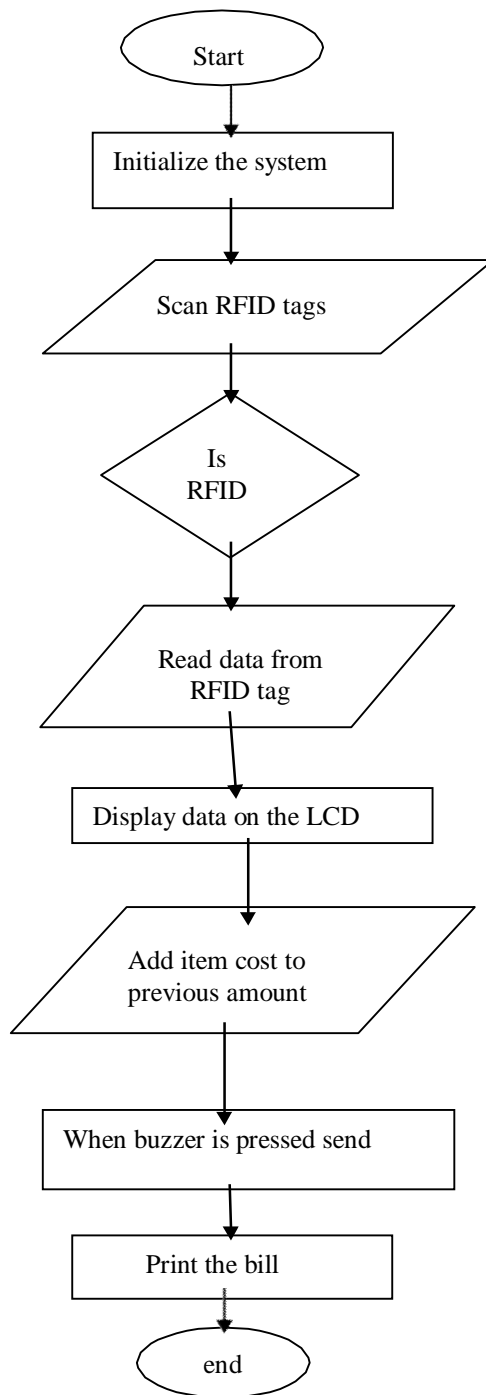 Start
Initialize the system
Scan RFID tags
Is
RFID
Read data from
RFID tag
Display data on the LCD
Add item cost to
previous amount
When buzzer is pressed send
Print the bill
end